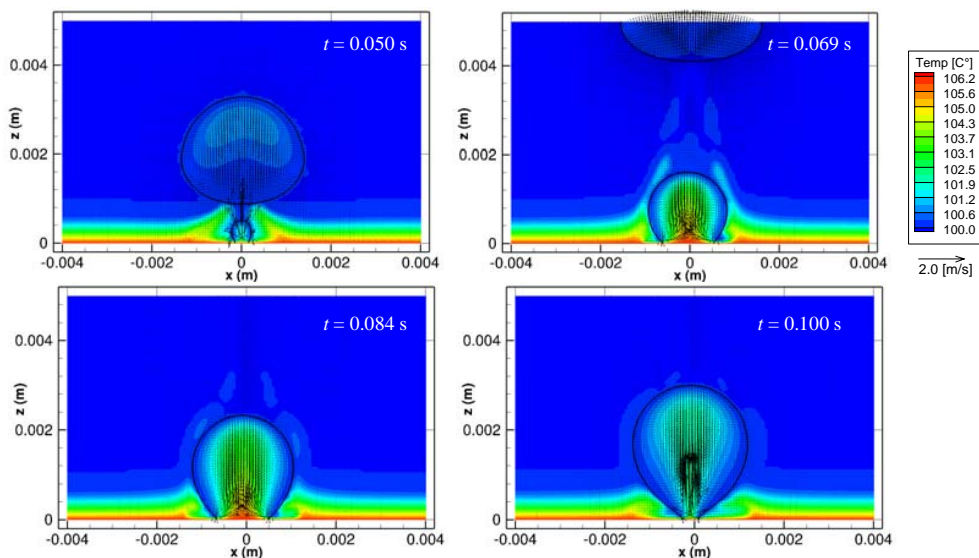 t = 0.050 s
z (m)
0.004
0.002
0
-0.004 -0.002 0 0.002 0.004
x (m)
t = 0.069 s
z (m)
0.004
0.002
0
-0.004 -0.002 0 0.002 0.004
x (m)
Temp [C°]
106.2
105.6
105.0
104.3
103.7
103.1
102.5
101.9
101.2
100.6
100.0
2.0 [m/s]
t = 0.084 s
z (m)
0.004
0.002
0
-0.004 -0.002 0 0.002 0.004
x (m)
t = 0.100 s
z (m)
0.004
0.002
0
-0.004 -0.002 0 0.002 0.004
x (m)